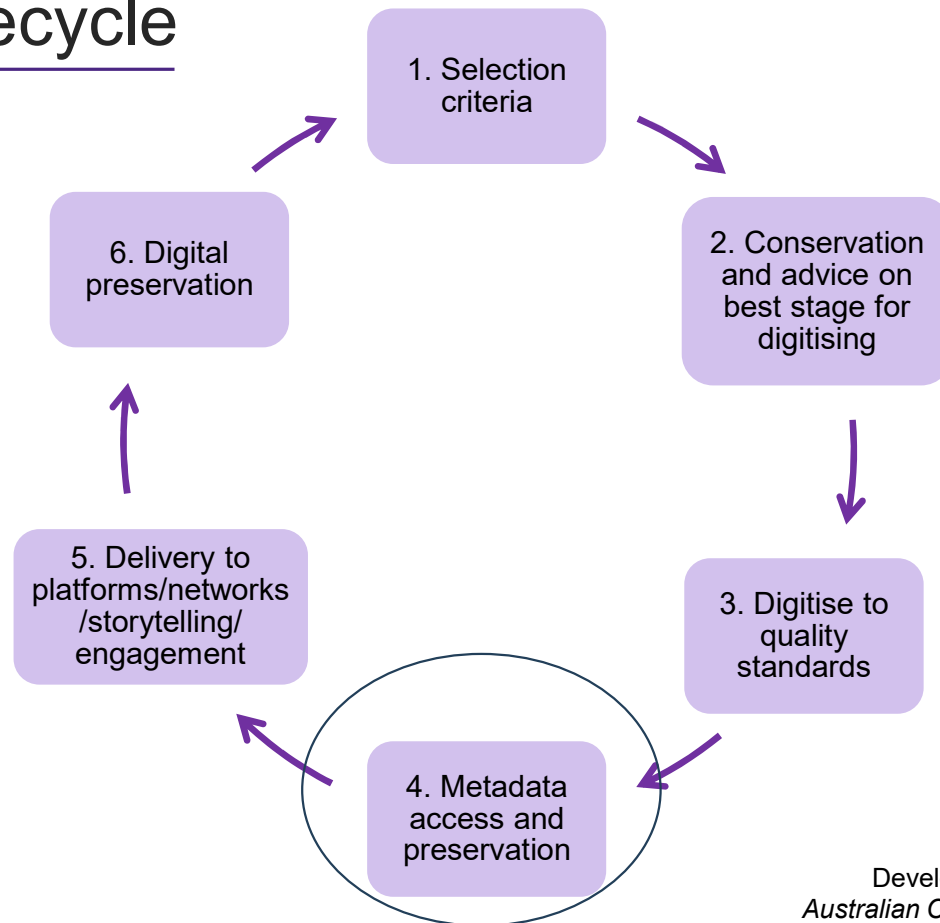 ecycle
1. Selection
criteria
2. Conservation
and advice on
best stage for
digitising
3. Digitise to
quality
standards
4. Metadata
access and
preservation
5. Delivery to
platforms/networks
/storytelling/
engagement
6. Digital
preservation
Devel
Australian C